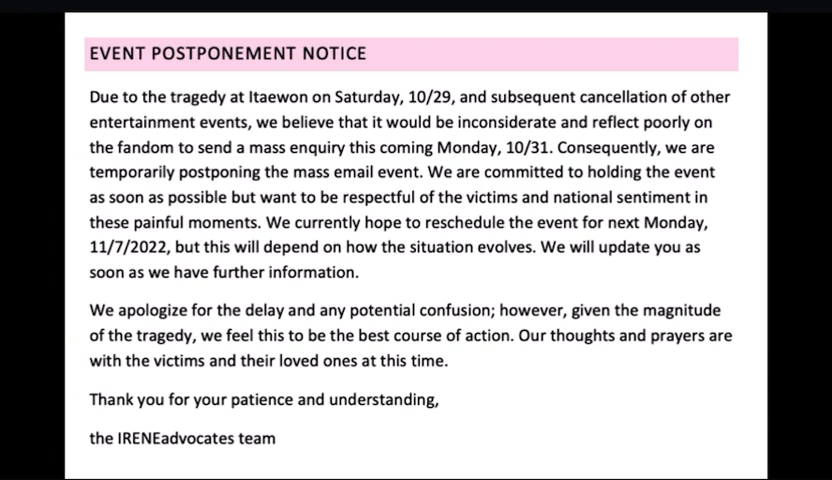 EVENT POSTPONEMENT NOTICE
Due to the tragedy at Itaewon on Saturday, 10/29, and subsequent cancellation of other
entertainment events, we believe that it would be inconsiderate and reflect poorly on
the fandom to send a mass enquiry this coming Monday, 10/31. Consequently, we are
temporarily postponing the mass email event. We are committed to holding the event
as soon as possible but want to be respectful of the victims and national sentiment in
these painful moments. We currently hope to reschedule the event for next Monday,
11/7/2022, but this will depend on how the situation evolves. We will update you as
soon as we have further information.
We apologize for the delay and any potential confusion; however, given the magnitude
of the tragedy, we feel this to be the best course of action. Our thoughts and prayers are
with the victims and their loved ones at this time.
Thank you for your patience and understanding,
the IRENEadvocates team